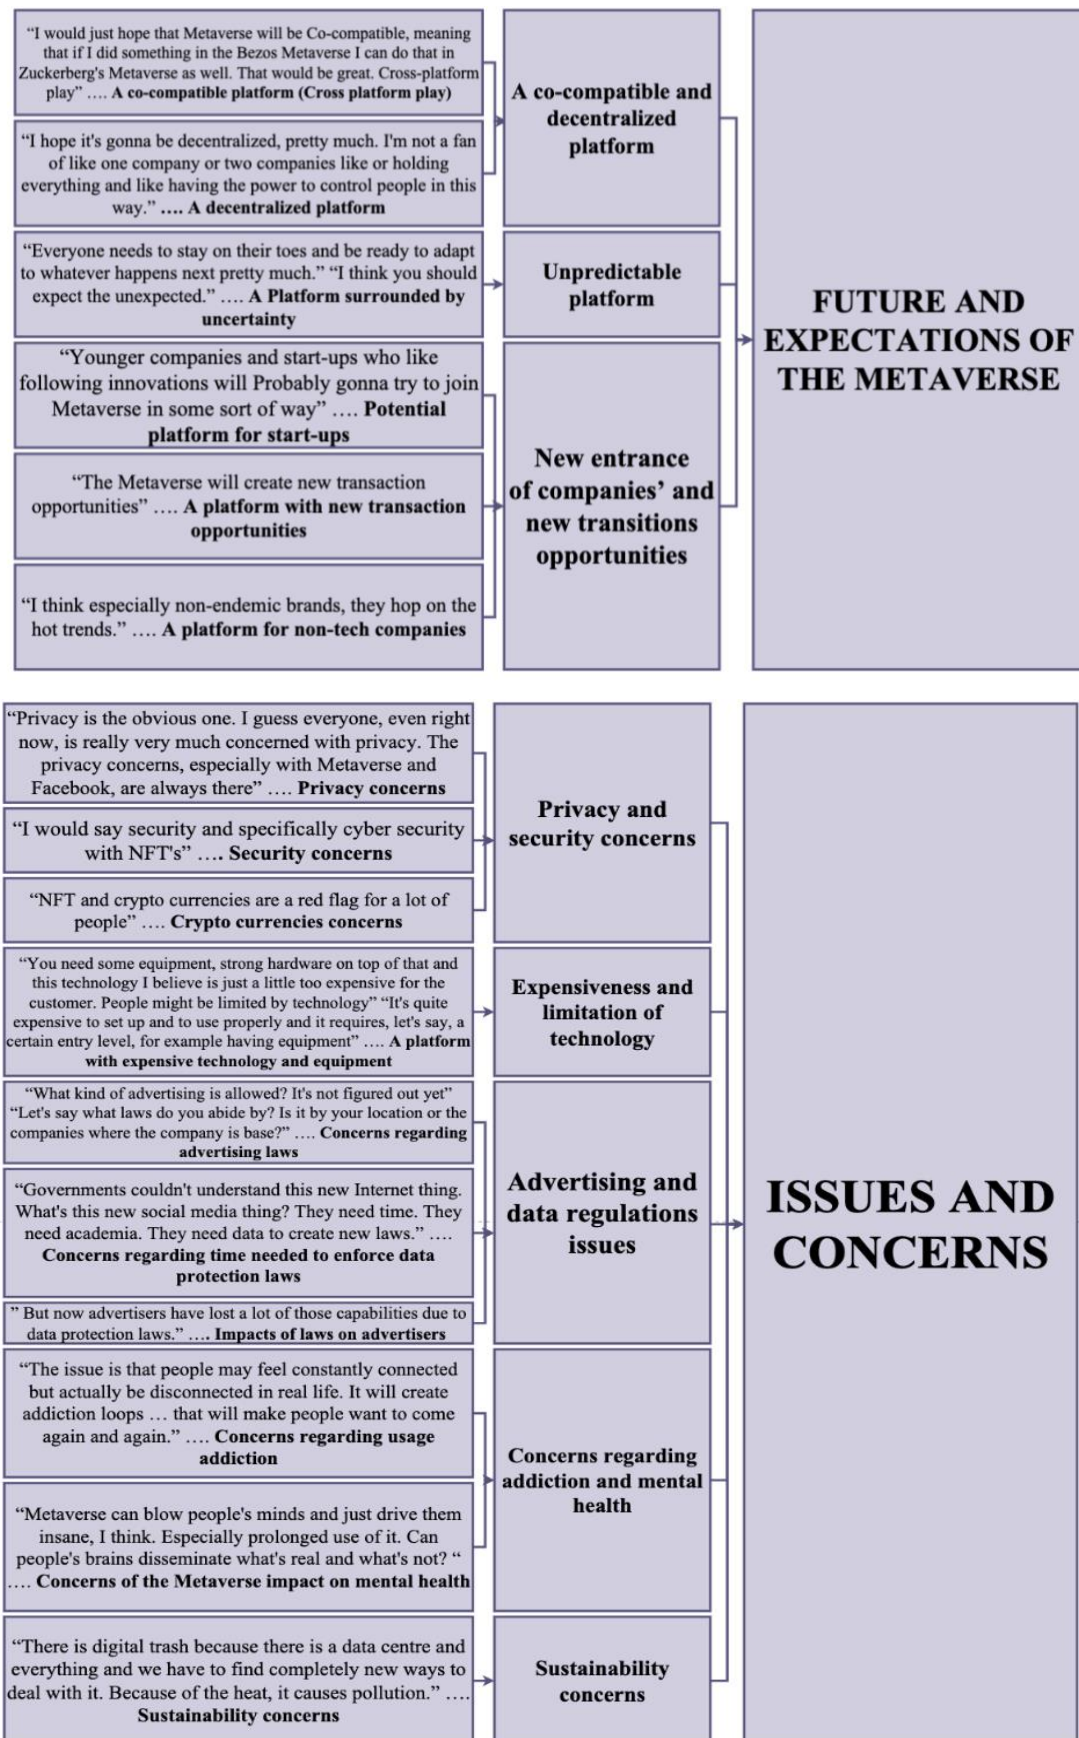 “I would just hope that Metaverse will be Co-compatible, meaning
that if I did something in the Bezos Metaverse I can do that in
Zuckerberg's Metaverse as well. That would be great. Cross-platform
play” …. A co-compatible platform (Cross platform play)
“I hope it's gonna be decentralized, pretty much. I'm not a fan
of like one company or two companies like or holding
everything and like having the power to control people in this
way.” …. A decentralized platform
A co-compatible and
decentralized
platform
“Everyone needs to stay on their toes and be ready to adapt
to whatever happens next pretty much.” “I think you should
expect the unexpected.” …. A Platform surrounded by
uncertainty
Unpredictable
platform
“Younger companies and start-ups who like
following innovations will Probably gonna try to join
Metaverse in some sort of way” …. Potential
platform for start-ups
“The Metaverse will create new transaction
opportunities” …. A platform with new transaction
opportunities
“I think especially non-endemic brands, they hop on the
hot trends.” …. A platform for non-tech companies
New entrance
of companies’ and
new transitions
opportunities
FUTURE AND
EXPECTATIONS OF
THE METAVERSE
“Privacy is the obvious one. I guess everyone, even right
now, is really very much concerned with privacy. The
privacy concerns, especially with Metaverse and
Facebook, are always there” …. Privacy concerns
“I would say security and specifically cyber security
with NFT's” …. Security concerns
“NFT and crypto currencies are a red flag for a lot of
people” …. Crypto currencies concerns
Privacy and
security concerns
“You need some equipment, strong hardware on top of that and
this technology I believe is just a little too expensive for the
customer. People might be limited by technology” “It's quite
expensive to set up and to use properly and it requires, let's say, a
certain entry level, for example having equipment” …. A platform
with expensive technology and equipment
Expensiveness and
limitation of
technology
“What kind of advertising is allowed? It's not figured out yet”
“Let's say what laws do you abide by? Is it by your location or the
companies where the company is base?” …. Concerns regarding
advertising laws
“Governments couldn't understand this new Internet thing.
What's this new social media thing? They need time. They
need academia. They need data to create new laws.” ….
Concerns regarding time needed to enforce data
protection laws
” But now advertisers have lost a lot of those capabilities due to
data protection laws.” …. Impacts of laws on advertisers
Advertising and
data regulations
issues
“The issue is that people may feel constantly connected
but actually be disconnected in real life. It will create
addiction loops … that will make people want to come
again and again.” …. Concerns regarding usage
addiction
“Metaverse can blow people's minds and just drive them
insane, I think. Especially prolonged use of it. Can
people's brains disseminate what's real and what's not? “
…. Concerns of the Metaverse impact on mental health
Concerns regarding
addiction and mental
health
“There is digital trash because there is a data centre and
everything and we have to find completely new ways to
deal with it. Because of the heat, it causes pollution.” ….
Sustainability concerns
Sustainability
concerns
ISSUES AND
CONCERNS